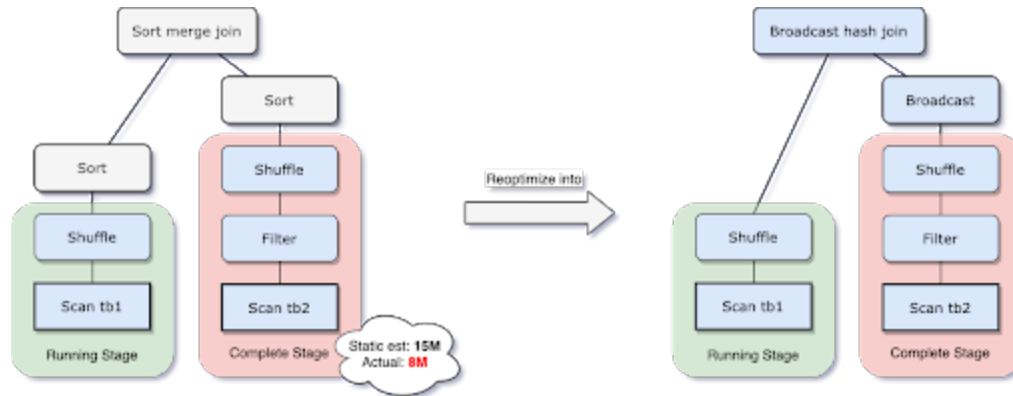 Sort merge join
Sort
Sort
Shuffle
Filter
Scan tb2
Complete Stage
Shuffle
Scan tb1
Running Stage
Static est: 15M
Actual: 8M
Reoptimize into
Broadcast hash join
Broadcast
Shuffle
Filter
Scan tb2
Complete Stage
Shuffle
Scan tb1
Running Stage